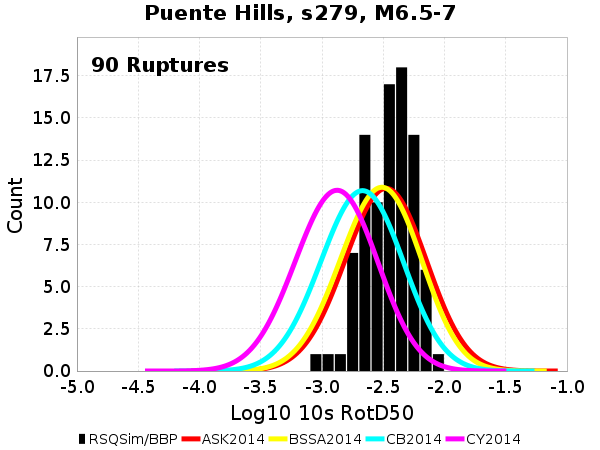 Puente Hills, s279, M6.5-7
90 Ruptures
17.5
15.0
12.5
10.0
7.5
5.0
2.5
0.0
Count
-5.0 -4.5 -4.0 -3.5 -3.0 -2.5 -2.0 -1.5 -1.0
Log10 10s RotD50
RSQSim/BBP ASK2014 BSSA2014 CB2014 CY2014